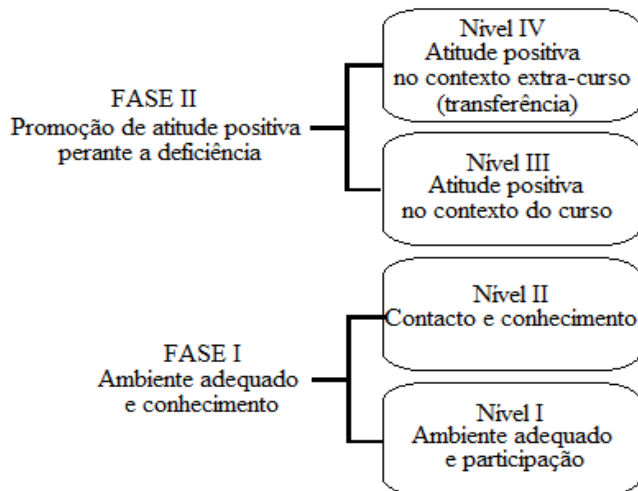 Nível IV
Atitude positiva
no contexto extra-curso
(transferência)
FASE II
Promoção de atitude positiva
perante a deficiência
Nível III
Atitude positiva
no contexto do curso
Nível II
Contacto e conhecimento
FASE I
Ambiente adequado
e conhecimento
Nível I
Ambiente adequado
e participação